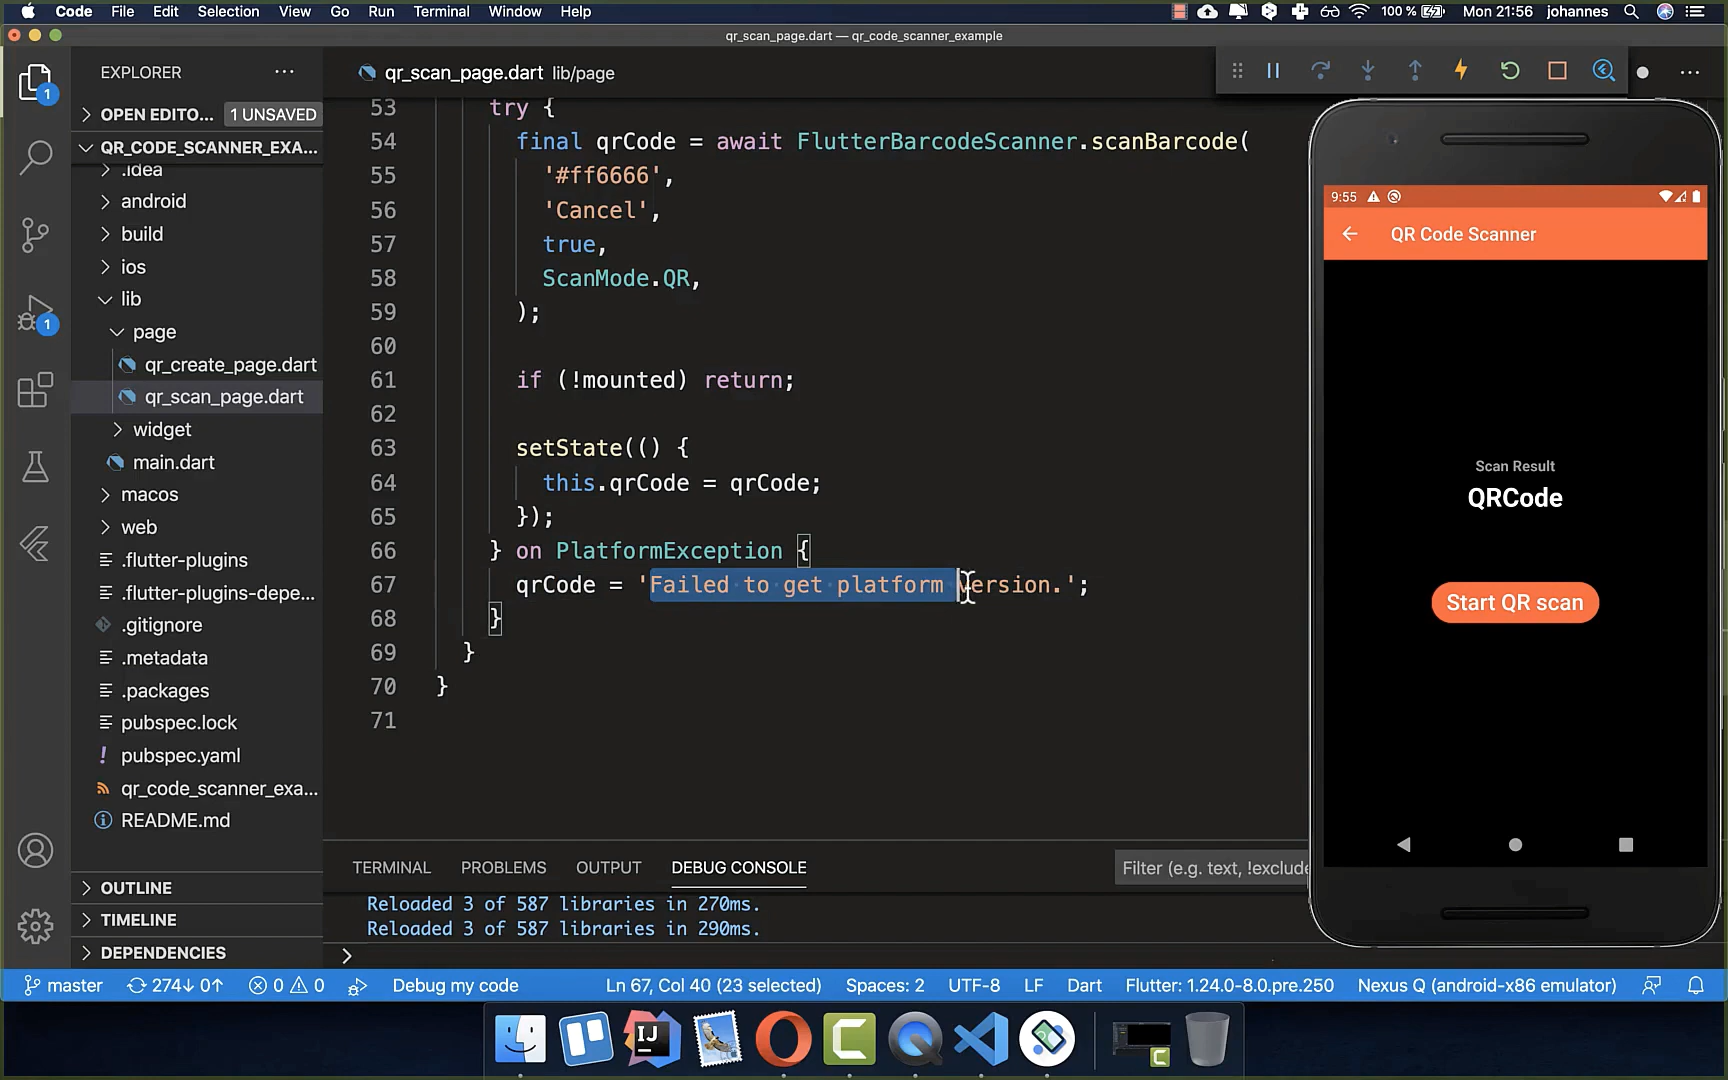 Code File Edit Selection View Go Run Terminal Window Help
100 % Mon 21:56 johannes
qr_scan_page.dart — qr_code_scanner_example
EXPLORER
OPEN EDITO... 1 UNSAVED
QR_CODE_SCANNER_EXA...
.idea
android
build
ios
lib
page
qr_create_page.dart
qr_scan_page.dart
widget
main.dart
macos
web
.flutter-plugins
.flutter-plugins-depe...
.gitignore
.metadata
.packages
pubspec.lock
pubspec.yaml
qr_code_scanner_exa...
README.md
OUTLINE
TIMELINE
DEPENDENCIES
1
1
qr_scan_page.dart lib/page
53 try {
54 final qrCode = await FlutterBarcodeScanner.scanBarcode(
55 '#ff6666',
56 'Cancel',
57 true,
58 ScanMode.QR,
59 );
60
61 if (!mounted) return;
62
63 setState(() {
64 this.qrCode = qrCode;
65 });
66 } on PlatformException {
67 qrCode = 'Failed to get platform version.';
68 }
69 }
70 }
71
TERMINAL PROBLEMS OUTPUT DEBUG CONSOLE
Filter (e.g. text, !exclude
Reloaded 3 of 587 libraries in 270ms.
Reloaded 3 of 587 libraries in 290ms.
9:55
QR Code Scanner
Scan Result
QRCode
Start QR scan
master 274↓ 0↑ 0 0 Debug my code Ln 67, Col 40 (23 selected) Spaces: 2 UTF-8 LF Dart Flutter: 1.24.0-8.0.pre.250 Nexus Q (android-x86 emulator)
IJ